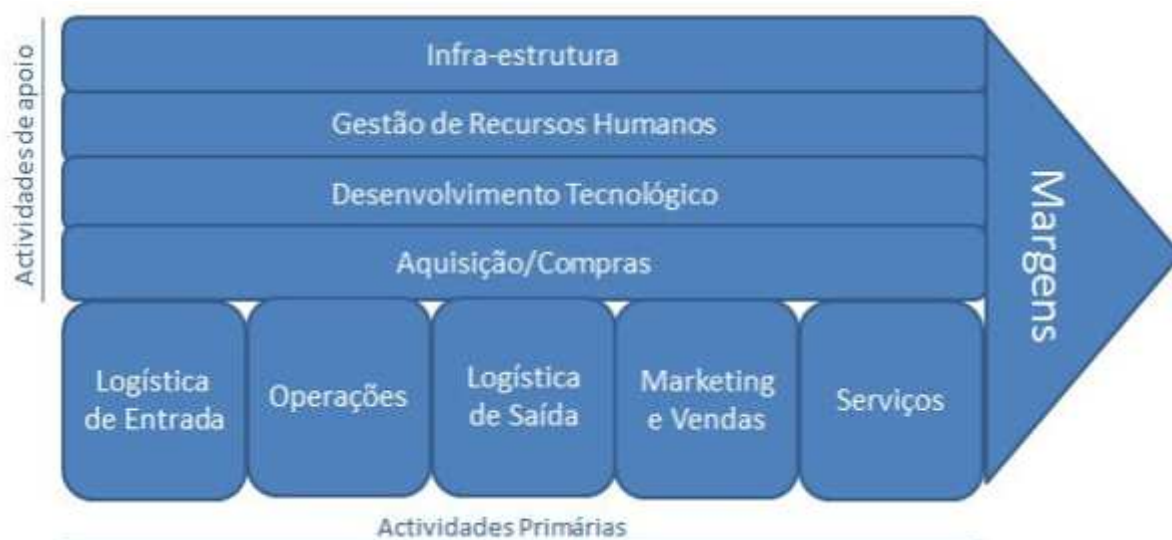 Actividades de apoio
Infra-estrutura
Gestão de Recursos Humanos
Desenvolvimento Tecnológico
Aquisição/Compras
Logística
de Entrada
Operações
Logística
de Saída
Marketing
e Vendas
Serviços
Margens
Actividades Primárias